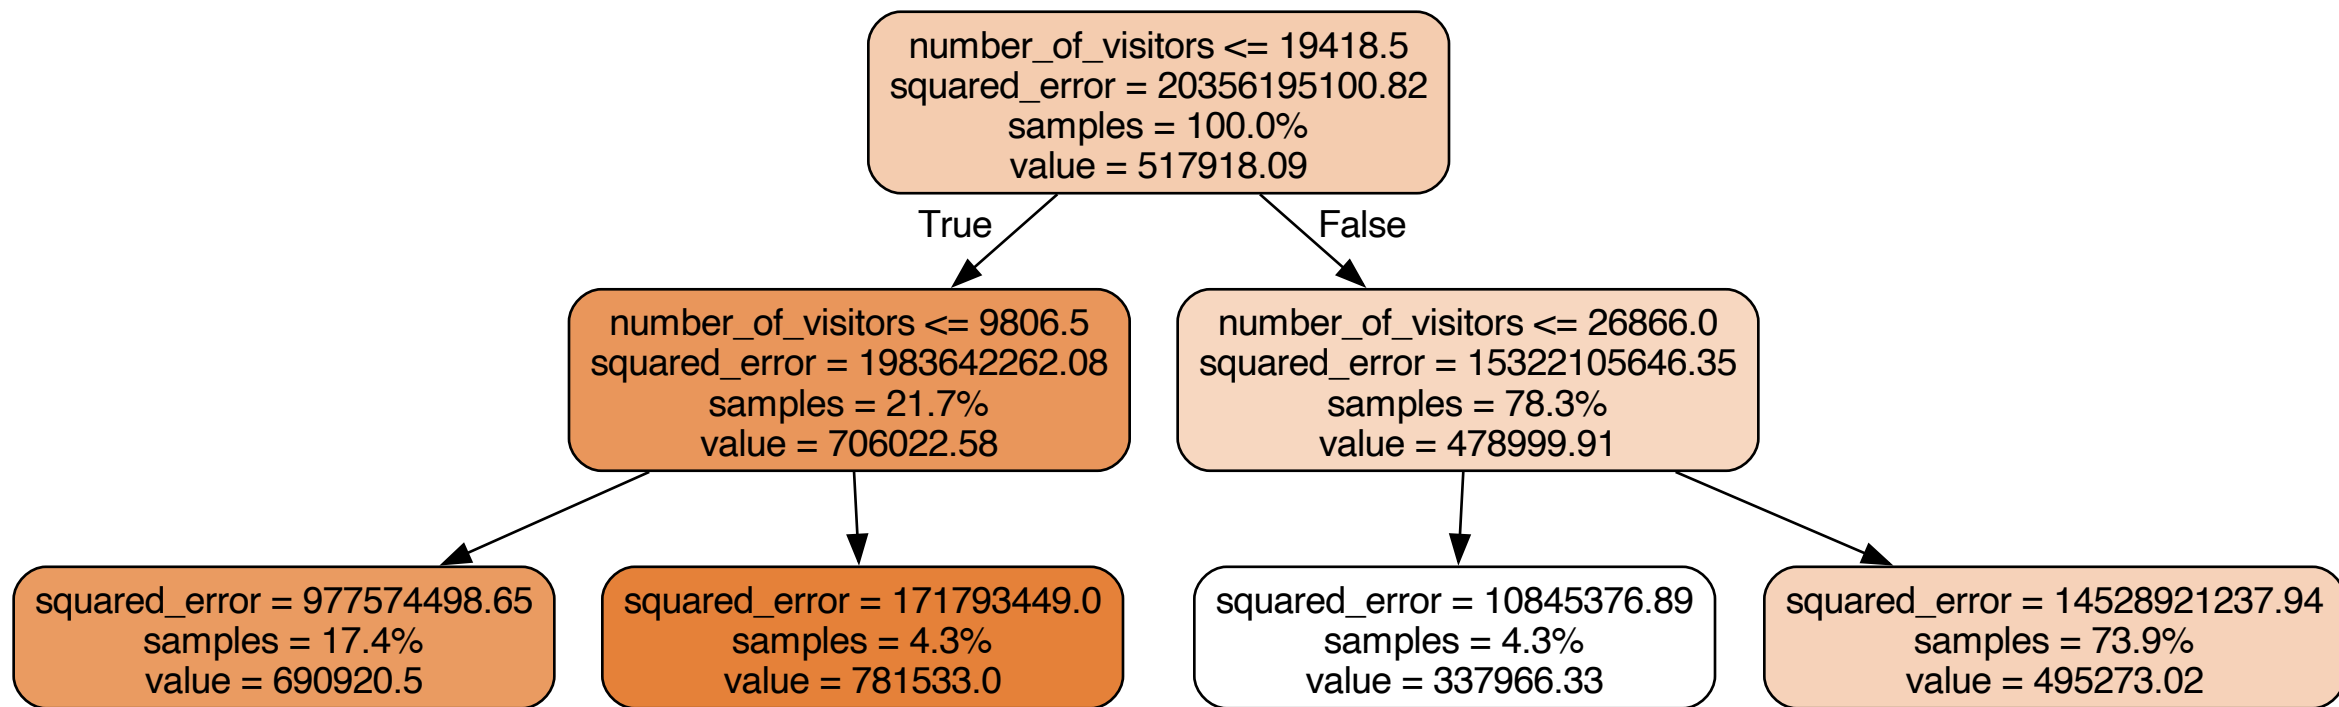 number_of_visitors <= 19418.5
squared_error = 20356195100.82
samples = 100.0%
value = 517918.09
True
False
number_of_visitors <= 9806.5
squared_error = 1983642262.08
samples = 21.7%
value = 706022.58
number_of_visitors <= 26866.0
squared_error = 15322105646.35
samples = 78.3%
value = 478999.91
squared_error = 977574498.65
samples = 17.4%
value = 690920.5
squared_error = 171793449.0
samples = 4.3%
value = 781533.0
squared_error = 10845376.89
samples = 4.3%
value = 337966.33
squared_error = 14528921237.94
samples = 73.9%
value = 495273.02